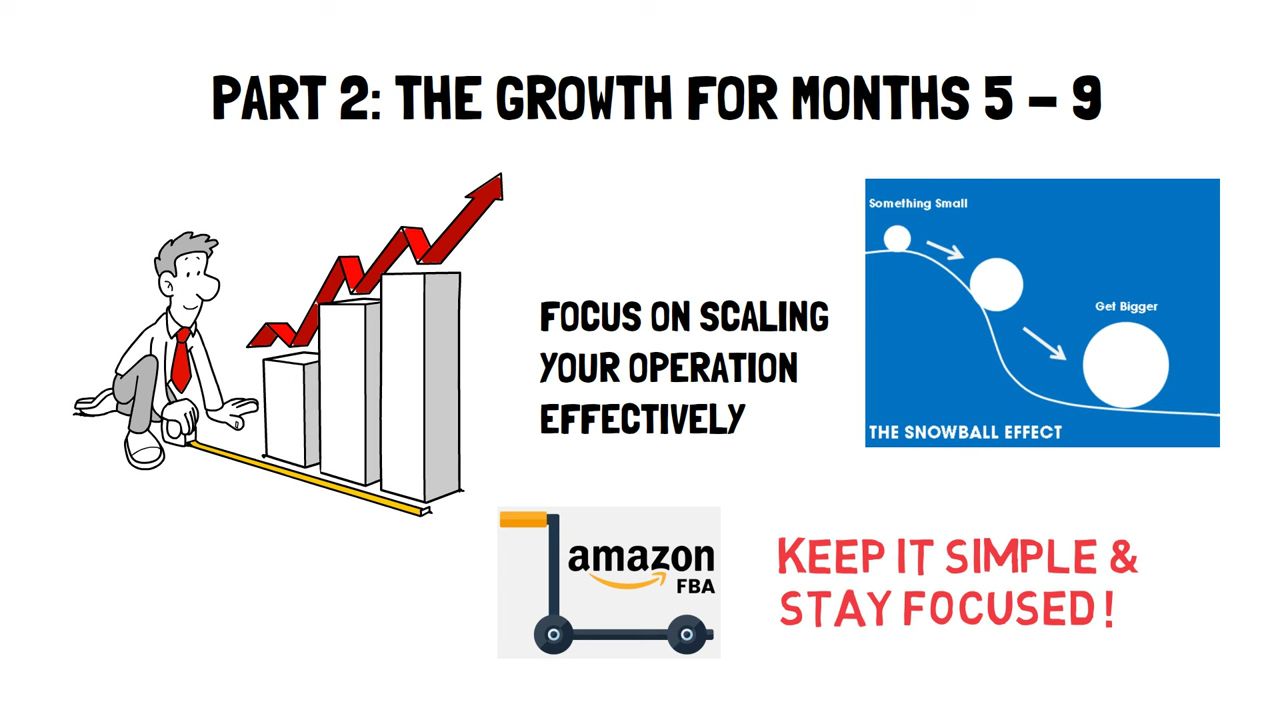 PART 2: THE GROWTH FOR MONTHS 5 – 9
FOCUS ON SCALING
YOUR OPERATION
EFFECTIVELY
Something Small
Get Bigger
THE SNOWBALL EFFECT
amazon
FBA
KEEP IT SIMPLE &
STAY FOCUSED!